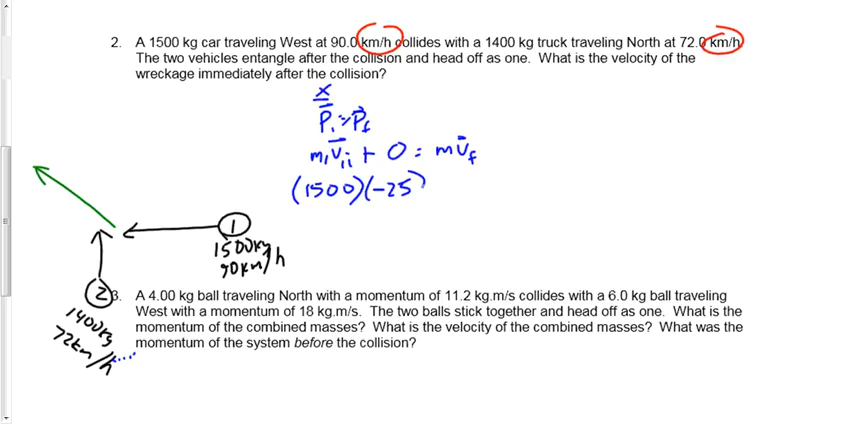 2. A 1500 kg car traveling West at 90.0 km/h collides with a 1400 kg truck traveling North at 72.0 km/h.
The two vehicles entangle after the collision and head off as one. What is the velocity of the
wreckage immediately after the collision?
x
P⃗ᵢ = P⃗f
m₁v̄₁ᵢ + 0 = mv̄f
(1500)(-25)
1
1500kg
90km/h
2
1400kg
72km/h
3. A 4.00 kg ball traveling North with a momentum of 11.2 kg.m/s collides with a 6.0 kg ball traveling
West with a momentum of 18 kg.m/s. The two balls stick together and head off as one. What is the
momentum of the combined masses? What is the velocity of the combined masses? What was the
momentum of the system before the collision?